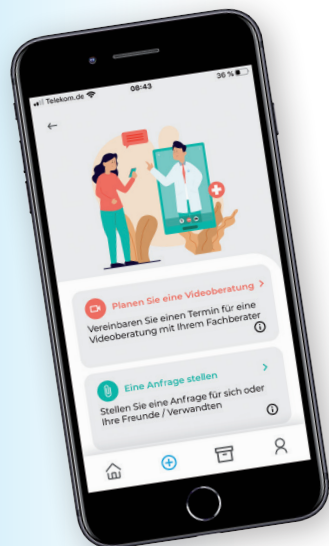 Telekom.de 08:43 36 %
Planen Sie eine Videoberatung
Vereinbaren Sie einen Termin für eine
Videoberatung mit Ihrem Fachberater
Eine Anfrage stellen
Stellen Sie eine Anfrage für sich oder
Ihre Freunde / Verwandten